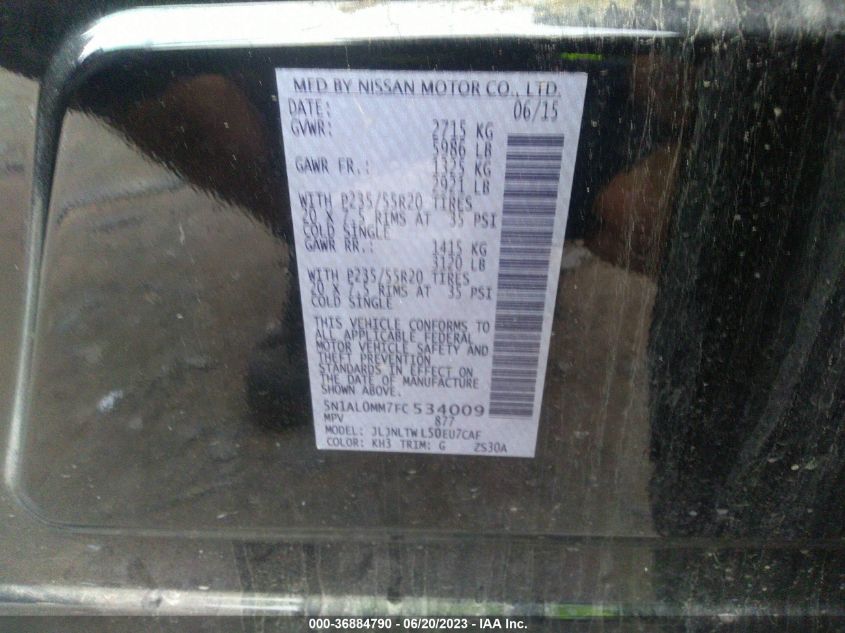 MFD BY NISSAN MOTOR CO., LTD.
DATE: 06/15
GVWR: 2715 KG
5986 LB
GAWR FR.: 1325 KG
2921 LB
WITH P235/55R20 TIRES
20 X 7.5 RIMS AT 35 PSI
COLD SINGLE
GAWR RR.: 1415 KG
3120 LB
WITH P235/55R20 TIRES
20 X 7.5 RIMS AT 35 PSI
COLD SINGLE
THIS VEHICLE CONFORMS TO
ALL APPLICABLE FEDERAL
MOTOR VEHICLE SAFETY AND
THEFT PREVENTION
STANDARDS IN EFFECT ON
THE DATE OF MANUFACTURE
SHOWN ABOVE.
5N1AL0MM7FC534009
MPV 877
MODEL: JLJNLTWL50EU7CAF
COLOR: KH3 TRIM: G ZS30A
000-36884790 - 06/20/2023 - IAA Inc.